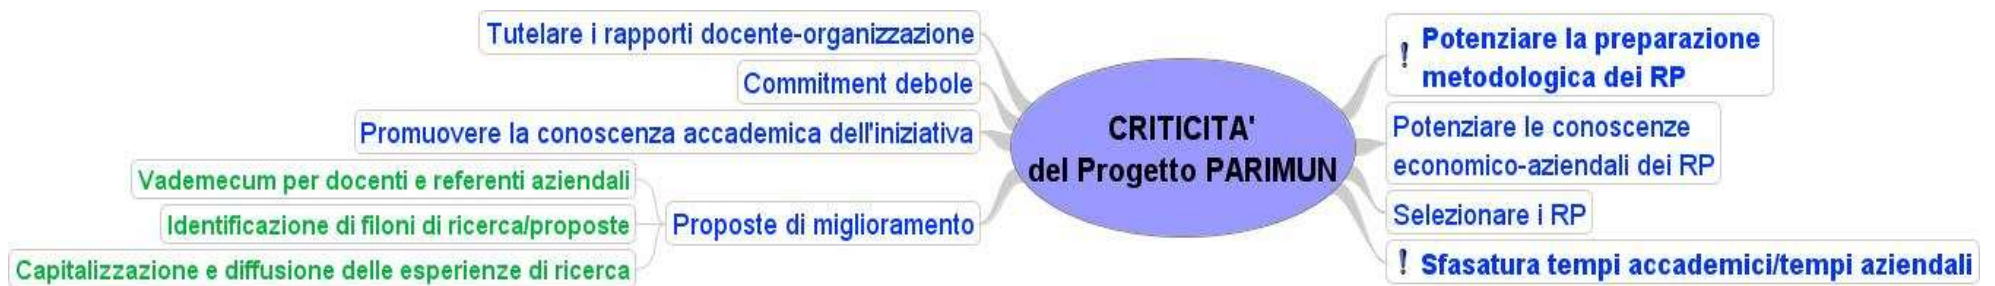 Tutelare i rapporti docente-organizzazione
Commitment debole
Promuovere la conoscenza accademica dell'iniziativa
Vademecum per docenti e referenti aziendali
Identificazione di filoni di ricerca/proposte
Capitalizzazione e diffusione delle esperienze di ricerca
Proposte di miglioramento
CRITICITA'
del Progetto PARIMUN
! Potenziare la preparazione
metodologica dei RP
Potenziare le conoscenze
economico-aziendali dei RP
Selezionare i RP
! Sfasatura tempi accademici/tempi aziendali